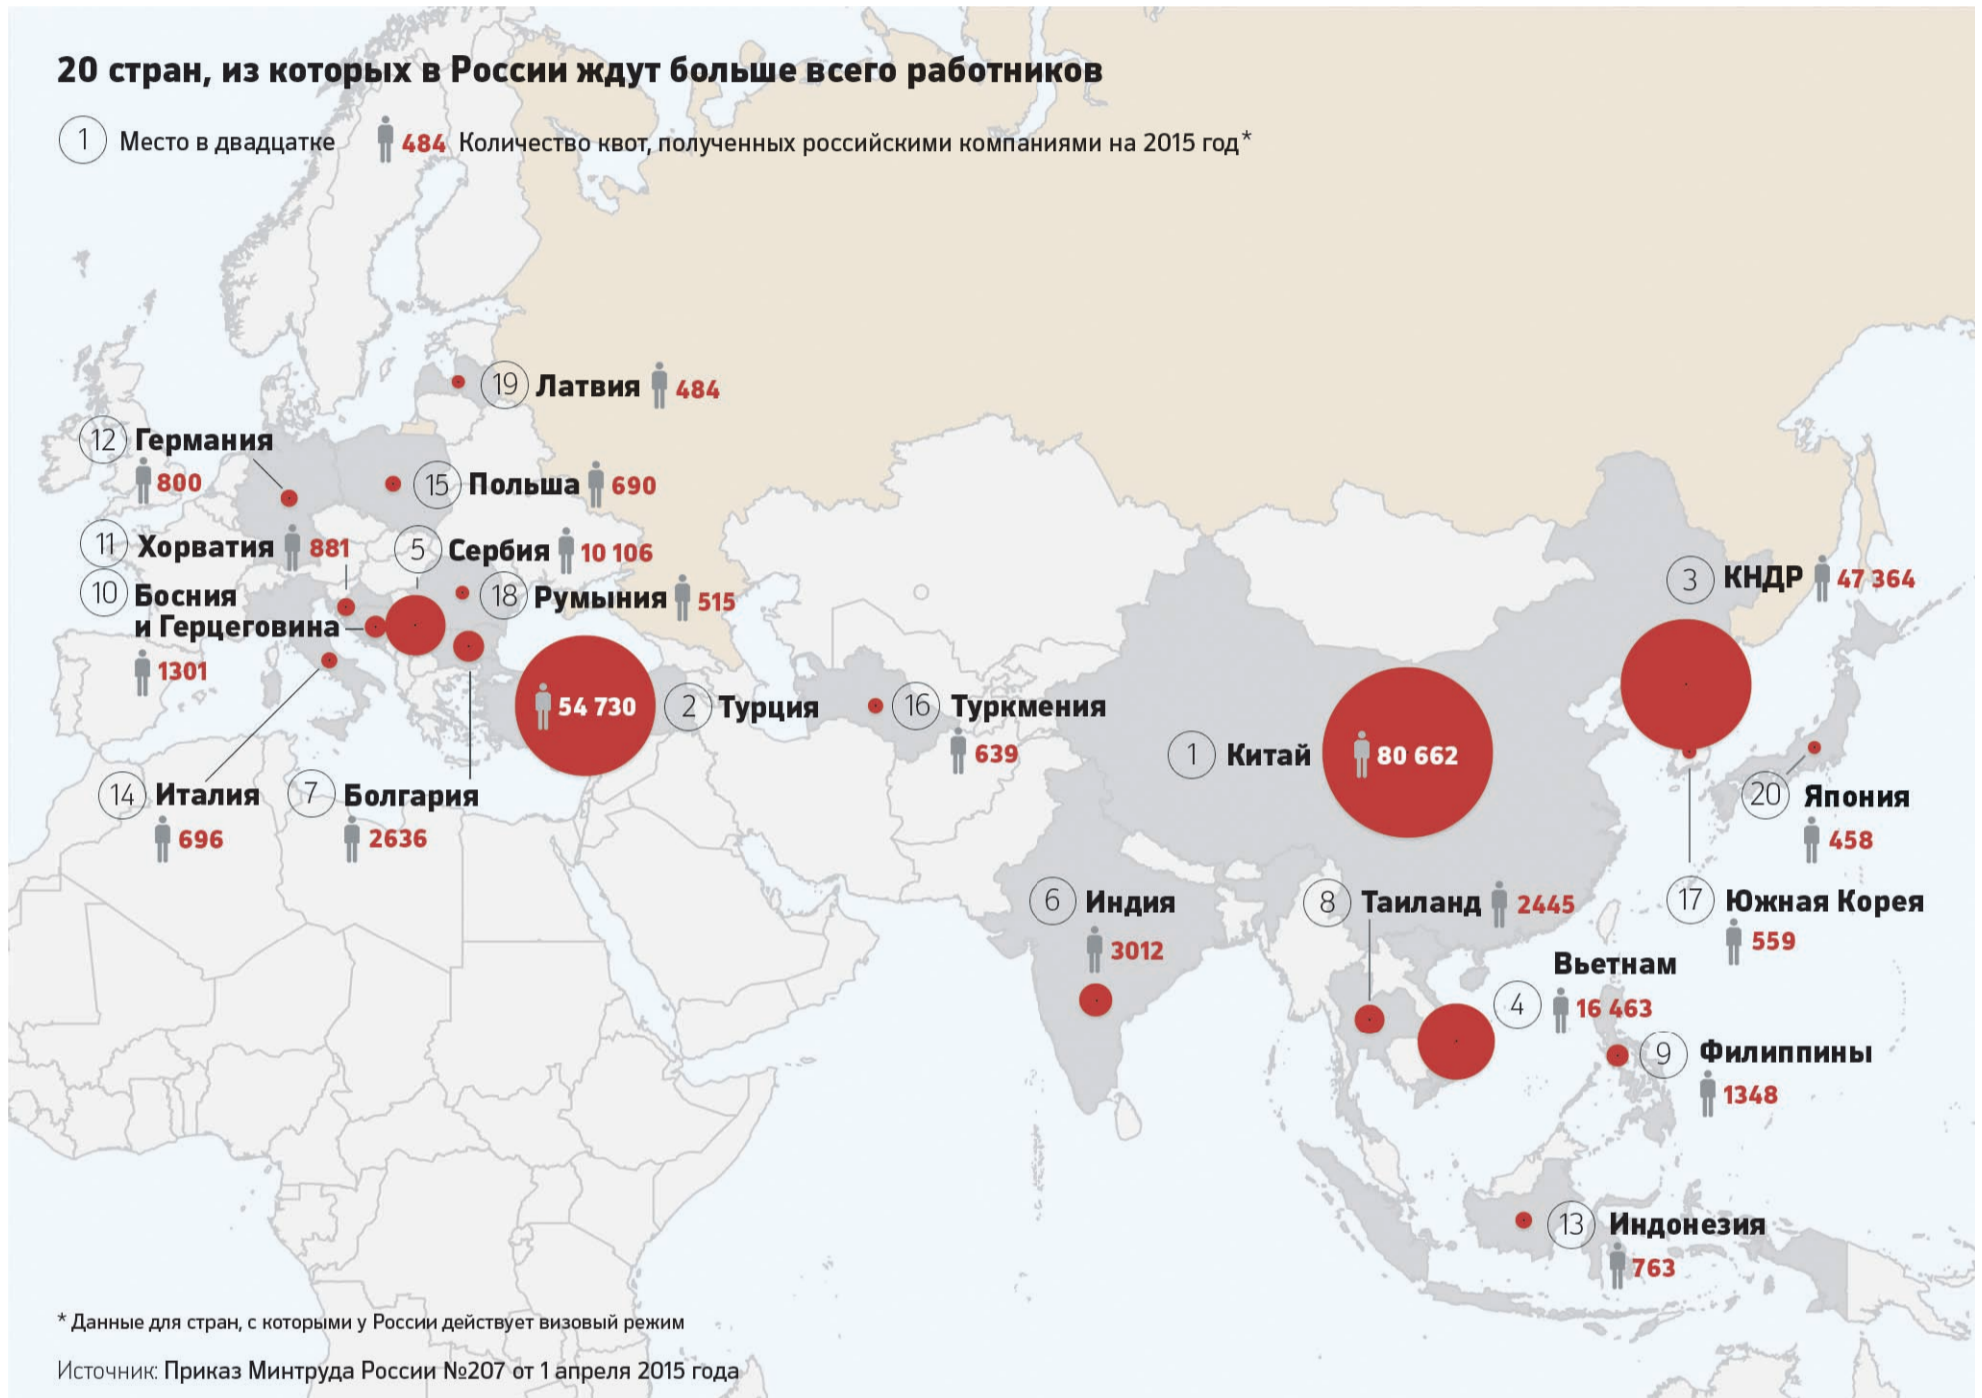 20 стран, из которых в России ждут больше всего работников
1 Место в двадцатке 484 Количество квот, полученных российскими компаниями на 2015 год*
19 Латвия 484
12 Германия
800
15 Польша 690
11 Хорватия 881
5 Сербия 10 106
10 Босния
и Герцеговина
1301
18 Румыния 515
3 КНДР 47 364
54 730 2 Турция
16 Туркмения
639
1 Китай 80 662
14 Италия
696
7 Болгария
2636
20 Япония
458
6 Индия
3012
8 Таиланд 2445
17 Южная Корея
559
Вьетнам
4 16 463
9 Филиппины
1348
13 Индонезия
763
* Данные для стран, с которыми у России действует визовый режим
Источник: Приказ Минтруда России №207 от 1 апреля 2015 года